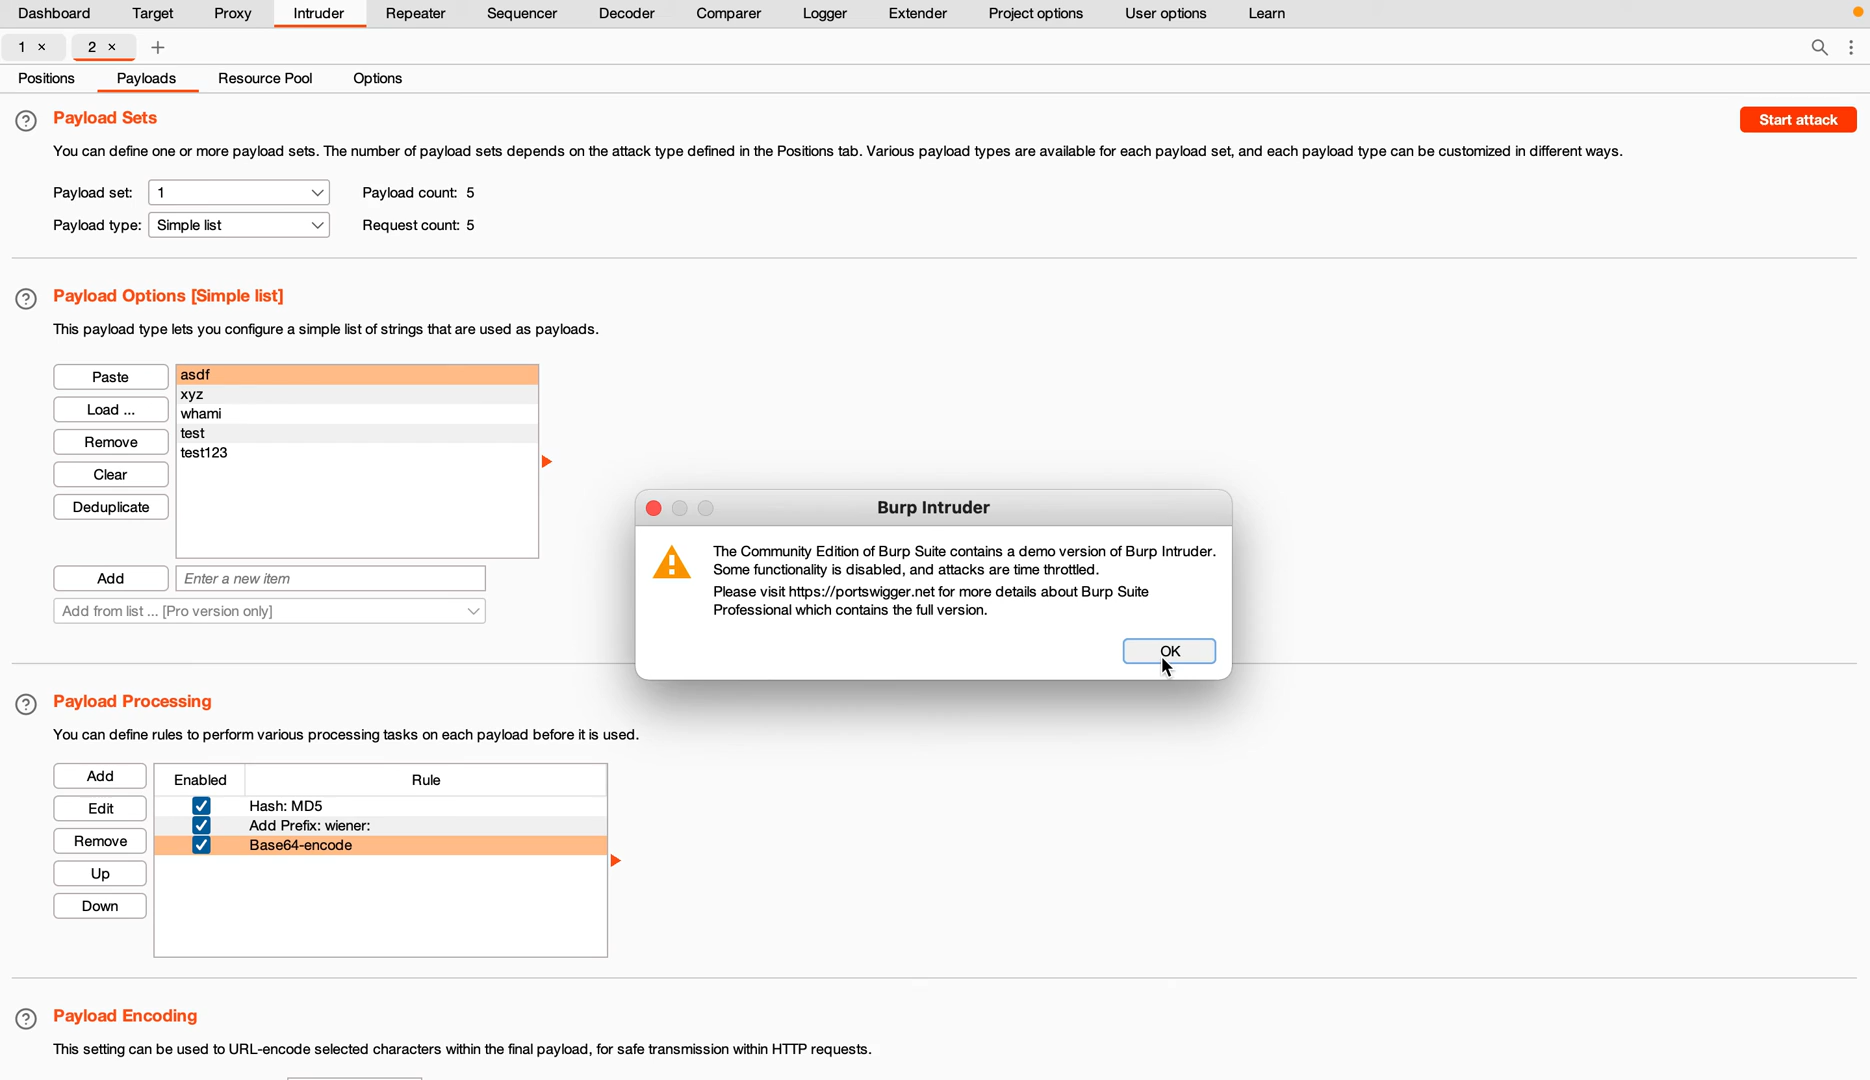 Dashboard Target Proxy Intruder Repeater Sequencer Decoder Comparer Logger Extender Project options User options Learn
1 × 2 × +
Positions Payloads Resource Pool Options
? Payload Sets Start attack
You can define one or more payload sets. The number of payload sets depends on the attack type defined in the Positions tab. Various payload types are available for each payload set, and each payload type can be customized in different ways.
Payload set: 1 Payload count: 5
Payload type: Simple list Request count: 5
? Payload Options [Simple list]
This payload type lets you configure a simple list of strings that are used as payloads.
Paste
Load ...
Remove
Clear
Deduplicate
asdf
xyz
whami
test
test123
Add Enter a new item
Add from list ... [Pro version only]
Burp Intruder
The Community Edition of Burp Suite contains a demo version of Burp Intruder.
Some functionality is disabled, and attacks are time throttled.
Please visit https://portswigger.net for more details about Burp Suite
Professional which contains the full version.
OK
? Payload Processing
You can define rules to perform various processing tasks on each payload before it is used.
Add
Edit
Remove
Up
Down
Enabled Rule
Hash: MD5
Add Prefix: wiener:
Base64-encode
? Payload Encoding
This setting can be used to URL-encode selected characters within the final payload, for safe transmission within HTTP requests.